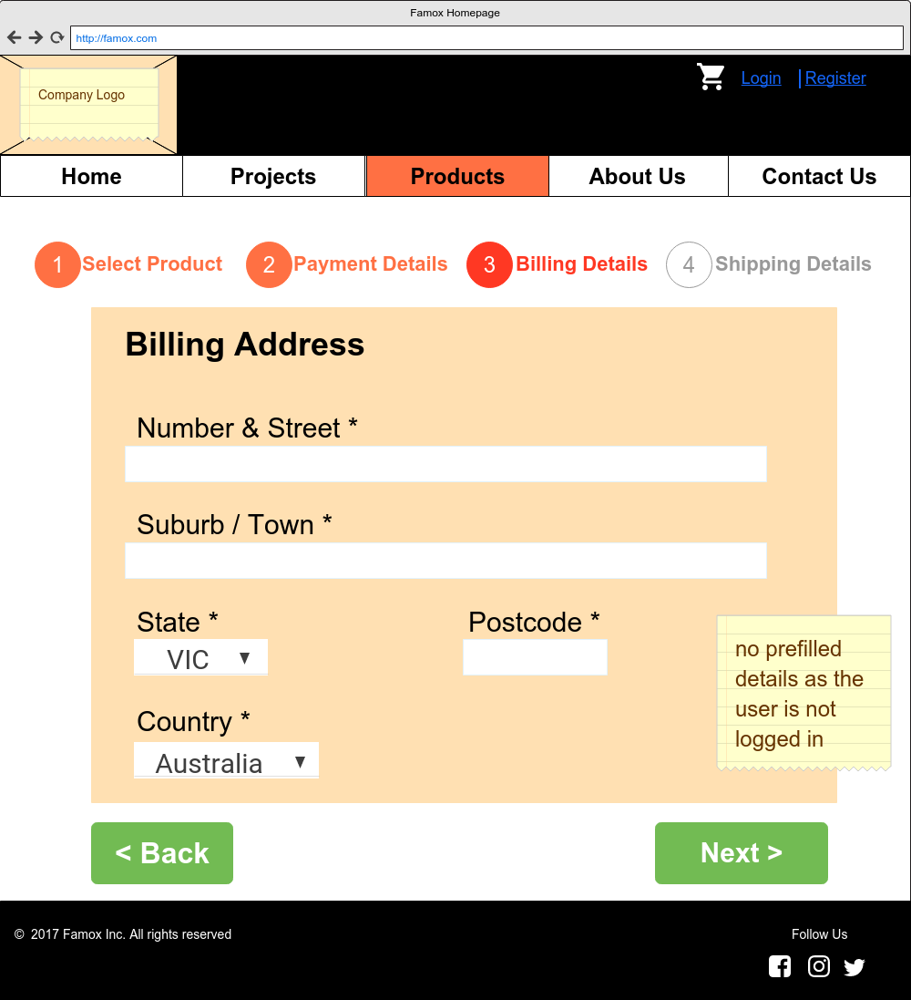 Famox Homepage
http://famox.com
Company Logo
Login
Register
Home Projects Products About Us Contact Us
1 Select Product 2 Payment Details 3 Billing Details 4 Shipping Details
Billing Address
Number & Street *
Suburb / Town *
State * Postcode *
VIC ▼
Country *
Australia ▼
no prefilled
details as the
user is not
logged in
< Back Next >
© 2017 Famox Inc. All rights reserved
Follow Us